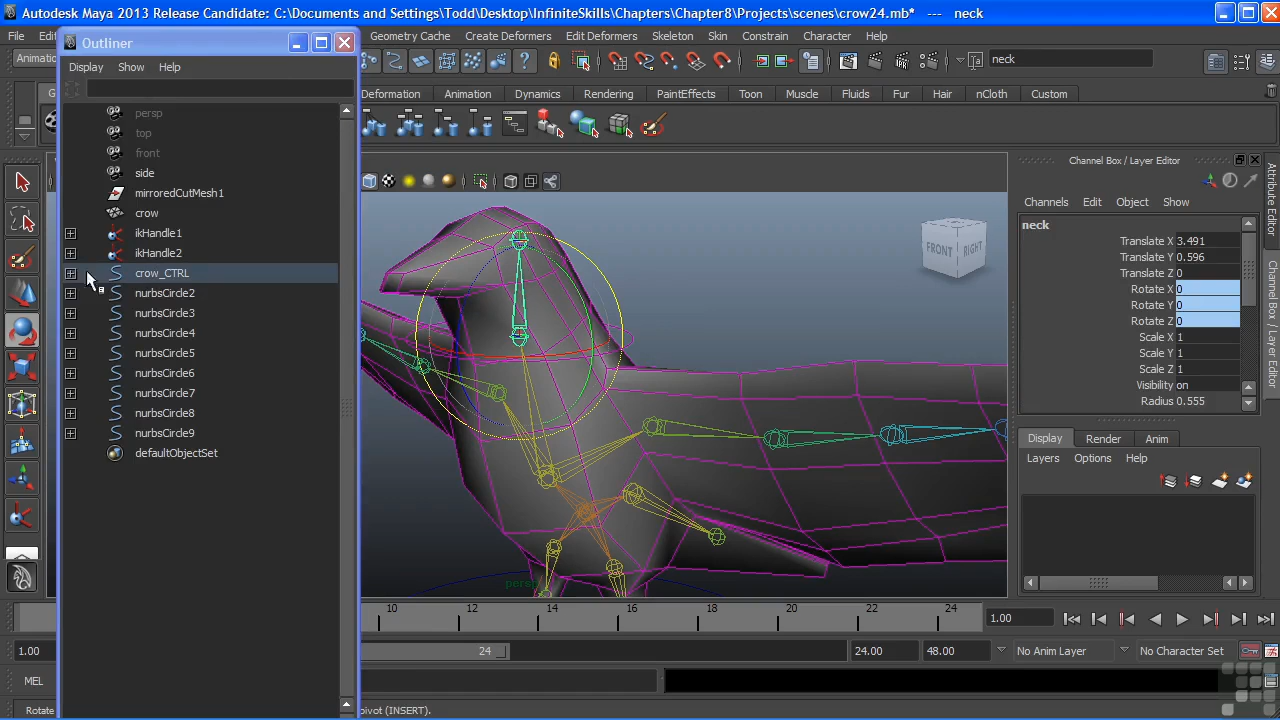 Autodesk Maya 2013 Release Candidate: C:\Documents and Settings\Todd\Desktop\InfiniteSkills\Chapters\Chapter8\Projects\scenes\crow24.mb* --- neck
File
Geometry Cache
Create Deformers
Edit Deformers
Skeleton
Skin
Constrain
Character
Help
Outliner
Display
Show
Help
neck
Deformation
Animation
Dynamics
Rendering
PaintEffects
Toon
Muscle
Fluids
Fur
Hair
nCloth
Custom
persp
top
front
side
mirroredCutMesh1
crow
ikHandle1
ikHandle2
crow_CTRL
nurbsCircle2
nurbsCircle3
nurbsCircle4
nurbsCircle5
nurbsCircle6
nurbsCircle7
nurbsCircle8
nurbsCircle9
defaultObjectSet
FRONT
RIGHT
Channel Box / Layer Editor
Channels
Edit
Object
Show
neck
Translate X 3.491
Translate Y 0.596
Translate Z 0
Rotate X 0
Rotate Y 0
Rotate Z 0
Scale X 1
Scale Y 1
Scale Z 1
Visibility on
Radius 0.555
Attribute Editor
Channel Box / Layer Editor
Display
Render
Anim
Layers
Options
Help
10
12
14
16
18
20
22
24
1.00
1.00
24
24.00
48.00
No Anim Layer
No Character Set
MEL
Rotate
pivot (INSERT).